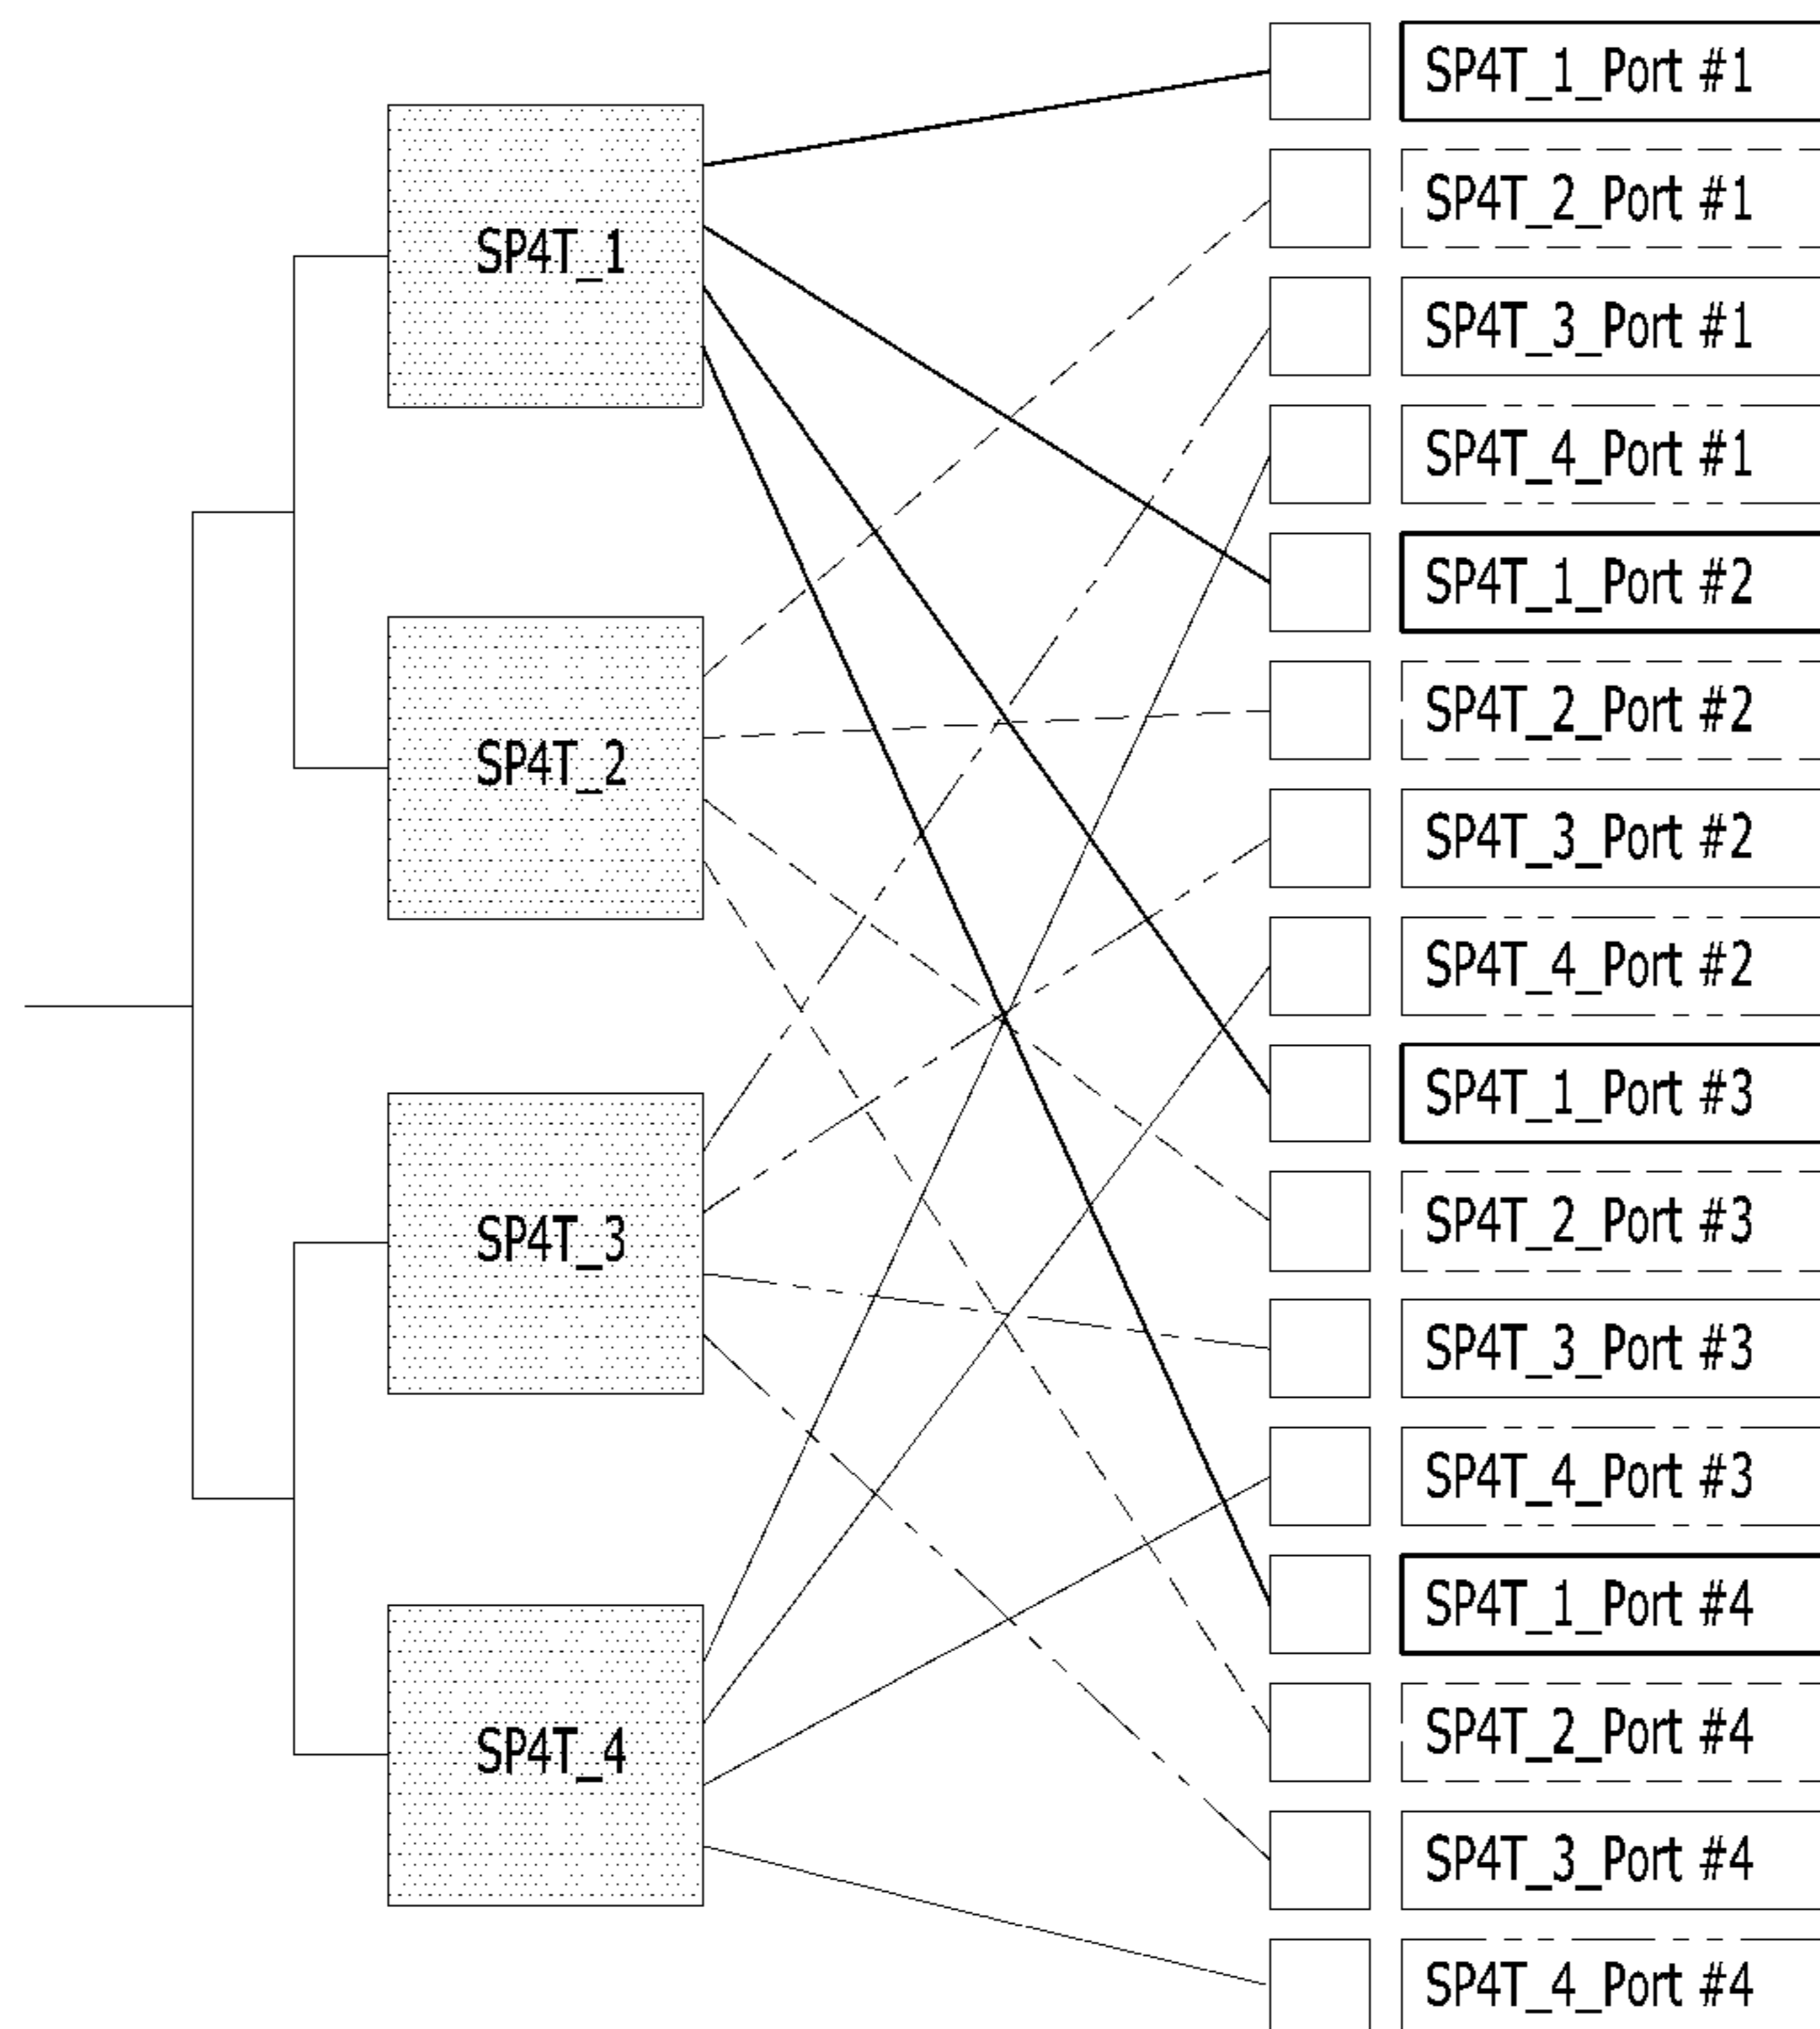 SP4T_1
SP4T_2
SP4T_3
SP4T_4
SP4T_1_Port #1
SP4T_2_Port #1
SP4T_3_Port #1
SP4T_4_Port #1
SP4T_1_Port #2
SP4T_2_Port #2
SP4T_3_Port #2
SP4T_4_Port #2
SP4T_1_Port #3
SP4T_2_Port #3
SP4T_3_Port #3
SP4T_4_Port #3
SP4T_1_Port #4
SP4T_2_Port #4
SP4T_3_Port #4
SP4T_4_Port #4